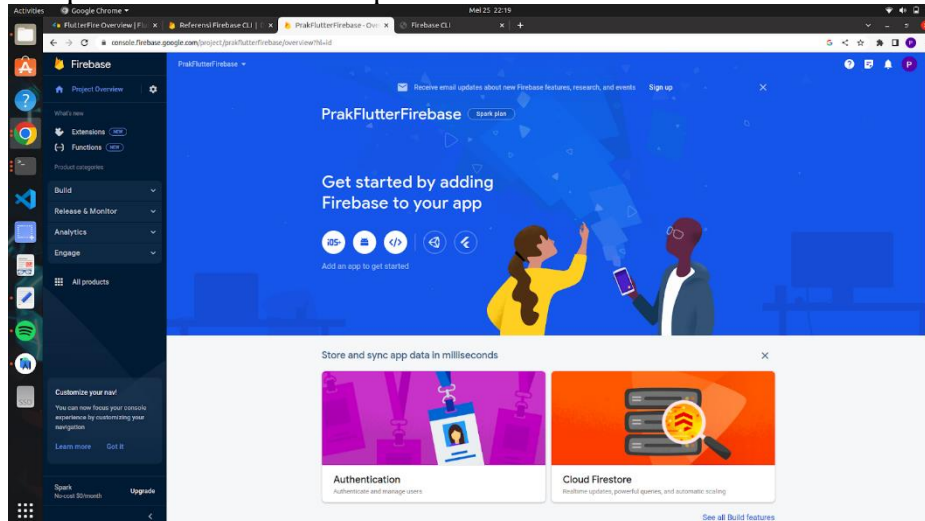 Activities
Google Chrome
Mei 25 22:19
FlutterFire Overview | Flu
Referensi Firebase CLI |
PrakFlutterFirebase - Ove
Firebase CLI
console.firebase.google.com/project/prakflutterfirebase/overview?hl=id
Firebase
PrakFlutterFirebase
Project Overview
Receive email updates about new Firebase features, research, and events Sign up
What's new
Extensions NEW
Functions NEW
Product categories
Build
Release & Monitor
Analytics
Engage
All products
PrakFlutterFirebase Spark plan
Get started by adding
Firebase to your app
iOS+
Add an app to get started
Customize your nav!
You can now focus your console
experience by customizing your
navigation
Learn more Got it
Spark
No-cost $0/month
Upgrade
Store and sync app data in milliseconds
Authentication
Authenticate and manage users
Cloud Firestore
Realtime updates, powerful queries, and automatic scaling
See all Build features